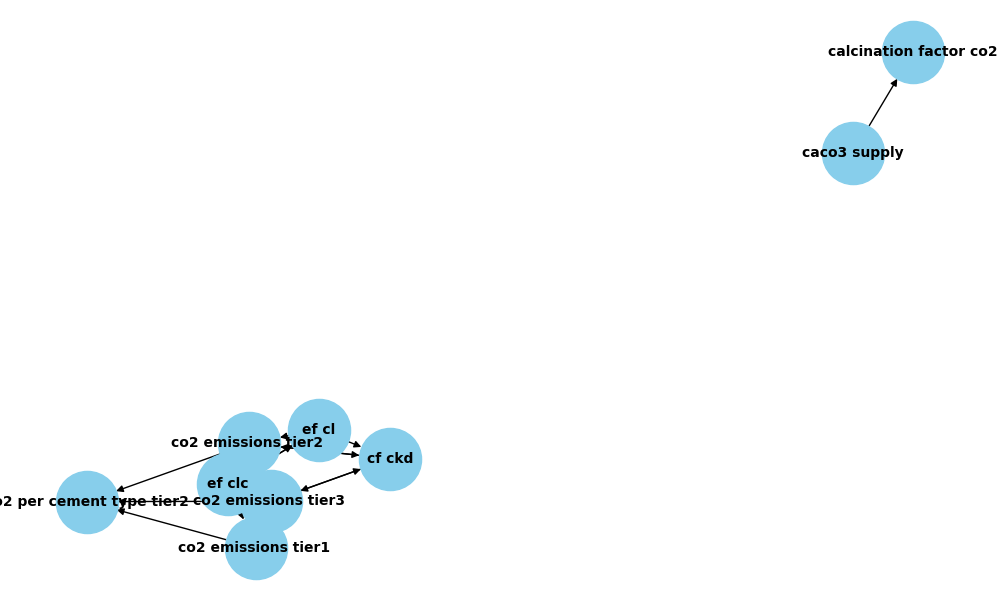 calcination factor co2
caco3 supply
ef cl
co2 emissions tier2
cf ckd
ef clc
o2 per cement type tier2
co2 emissions tier3
co2 emissions tier1